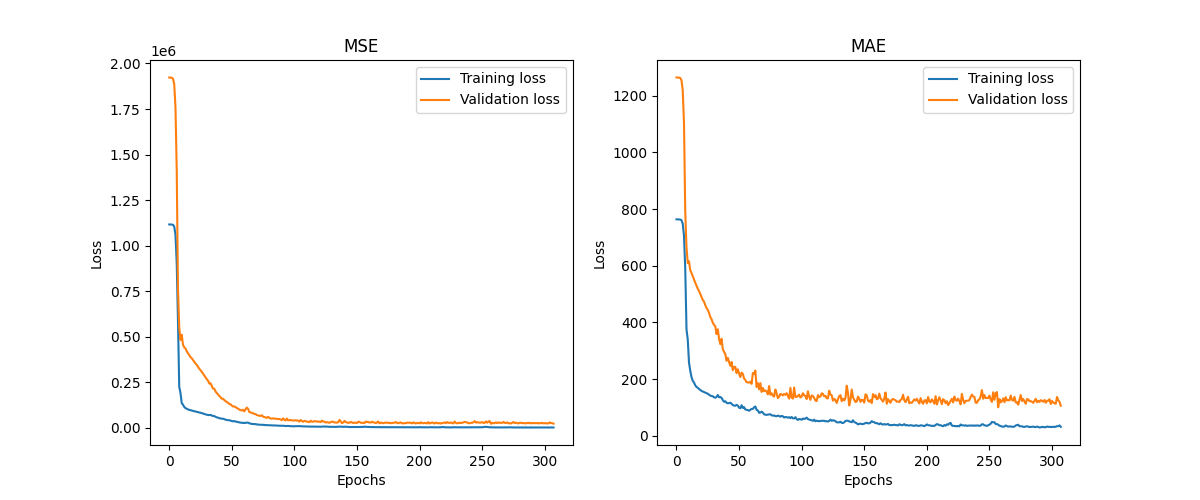 MSE
1e6
2.00
1.75
1.50
1.25
1.00
0.75
0.50
0.25
0.00
Loss
0 50 100 150 200 250 300
Epochs
Training loss
Validation loss
MAE
1200
1000
800
600
400
200
0
Loss
0 50 100 150 200 250 300
Epochs
Training loss
Validation loss